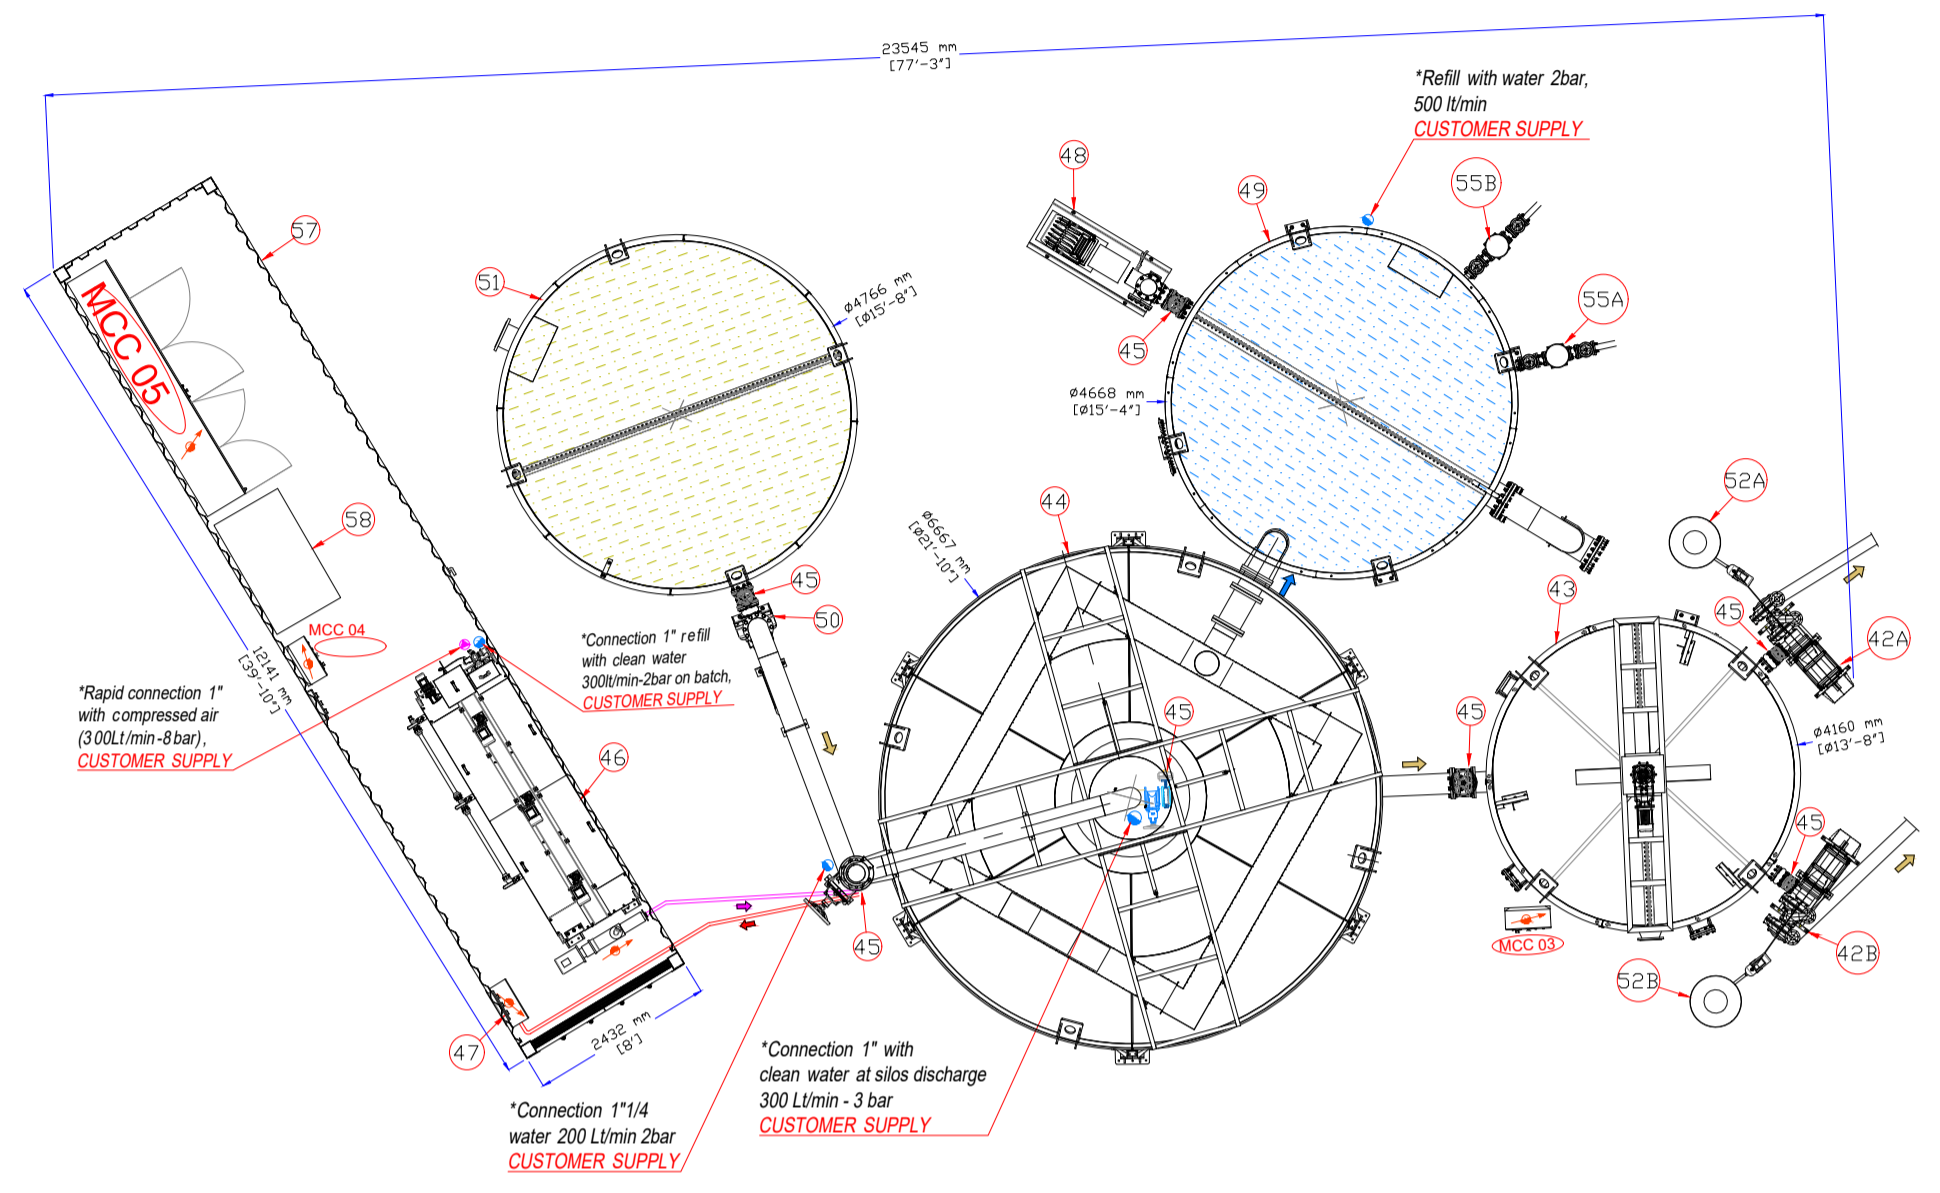 23545 mm
[77'-3"]
*Refill with water 2bar,
500 lt/min
CUSTOMER SUPPLY
48
49
55B
55A
57
51
Ø4766 mm
[Ø15'-8"]
45
Ø4668 mm
[Ø15'-4"]
MCC 05
58
MCC 04
12141 mm
[39'-10"]
*Rapid connection 1"
with compressed air
(300Lt/min-8bar),
CUSTOMER SUPPLY
*Connection 1" refill
with clean water
300lt/min-2bar on batch,
CUSTOMER SUPPLY
45
50
46
44
Ø6667 mm
[Ø21'-10"]
45
52A
43
45
42A
45
Ø4160 mm
[Ø13'-8"]
45
MCC 03
42B
52B
45
47
2432 mm
[8']
*Connection 1"1/4
water 200 Lt/min 2bar
CUSTOMER SUPPLY
*Connection 1" with
clean water at silos discharge
300 Lt/min - 3 bar
CUSTOMER SUPPLY